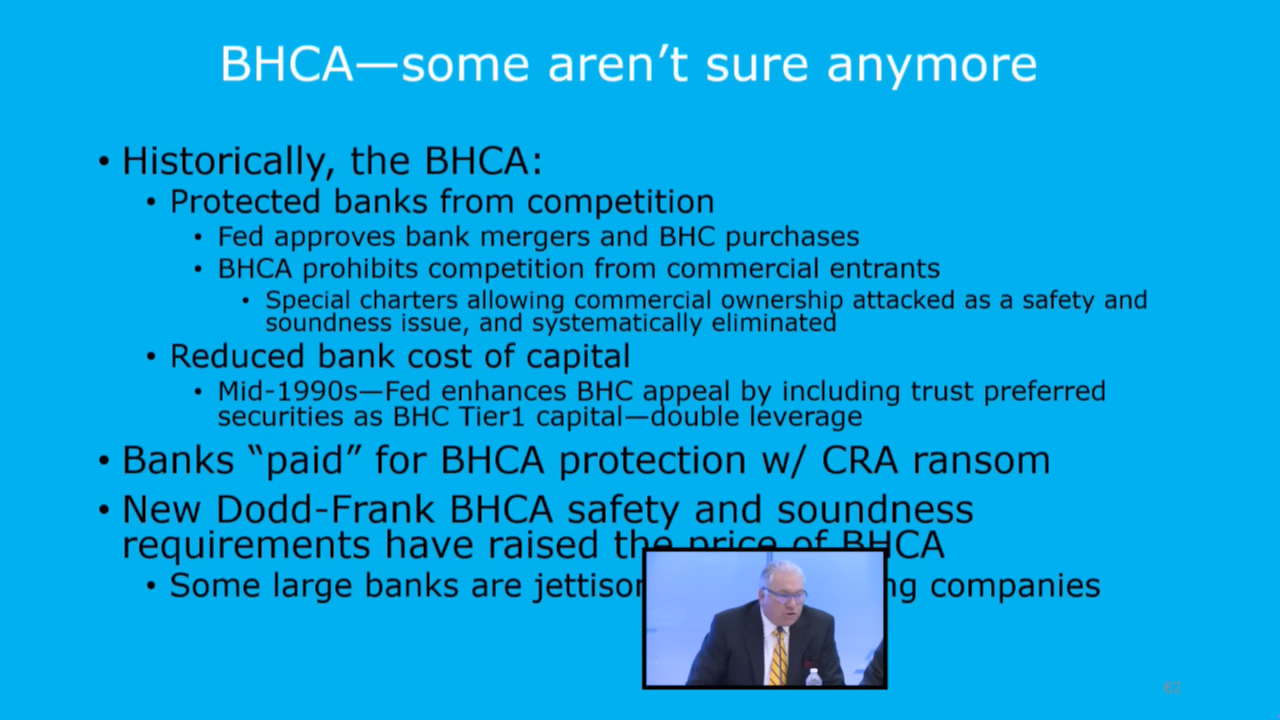 BHCA—some aren’t sure anymore
• Historically, the BHCA:
• Protected banks from competition
• Fed approves bank mergers and BHC purchases
• BHCA prohibits competition from commercial entrants
• Special charters allowing commercial ownership attacked as a safety and
soundness issue, and systematically eliminated
• Reduced bank cost of capital
• Mid-1990s—Fed enhances BHC appeal by including trust preferred
securities as BHC Tier1 capital—double leverage
• Banks “paid” for BHCA protection w/ CRA ransom
• New Dodd-Frank BHCA safety and soundness
requirements have raised the price of BHCA
• Some large banks are companies
62